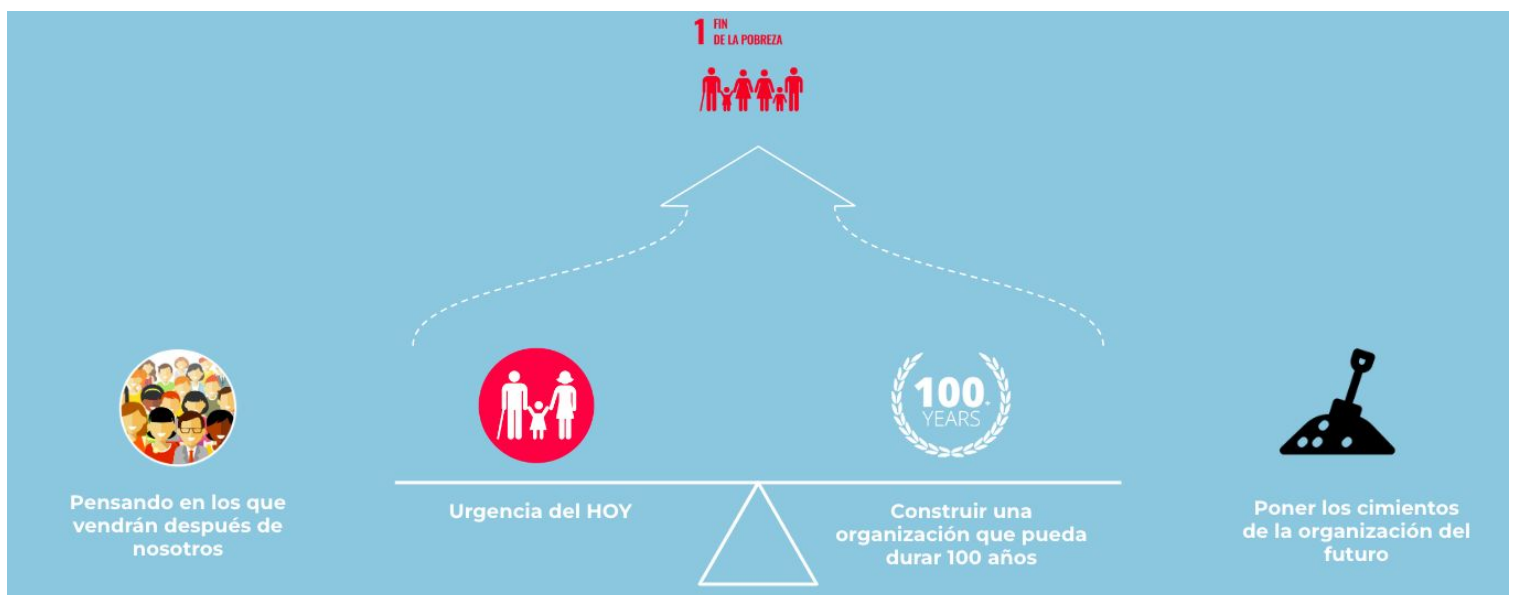 1 FIN
DE LA POBREZA
100
YEARS
Pensando en los que
vendrán después de
nosotros
Urgencia del HOY
Construir una
organización que pueda
durar 100 años
Poner los cimientos
de la organización del
futuro